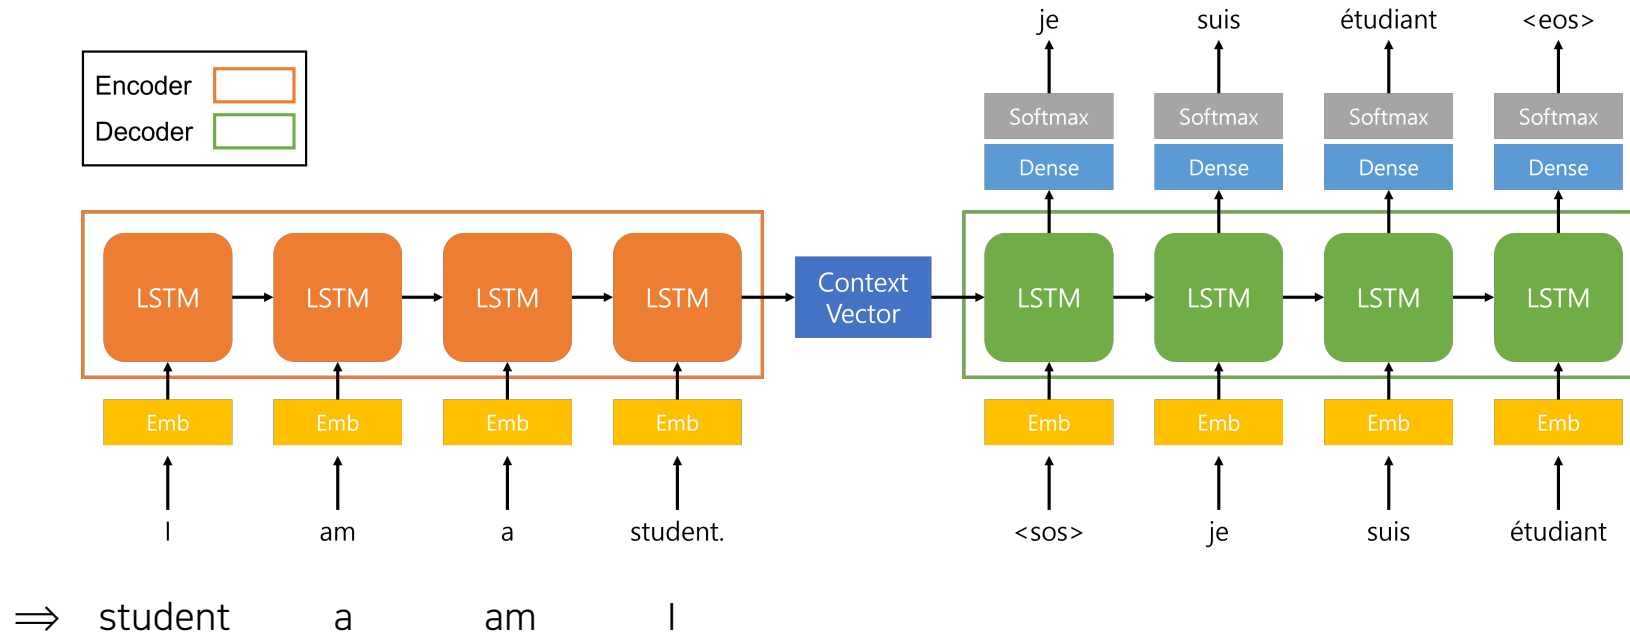 je suis étudiant <eos>
Encoder
Decoder
Softmax Softmax Softmax Softmax
Dense Dense Dense Dense
LSTM LSTM LSTM LSTM
Context
Vector
LSTM LSTM LSTM LSTM
Emb Emb Emb Emb Emb Emb Emb Emb
I am a student. <sos> je suis étudiant
⇒ student a am I